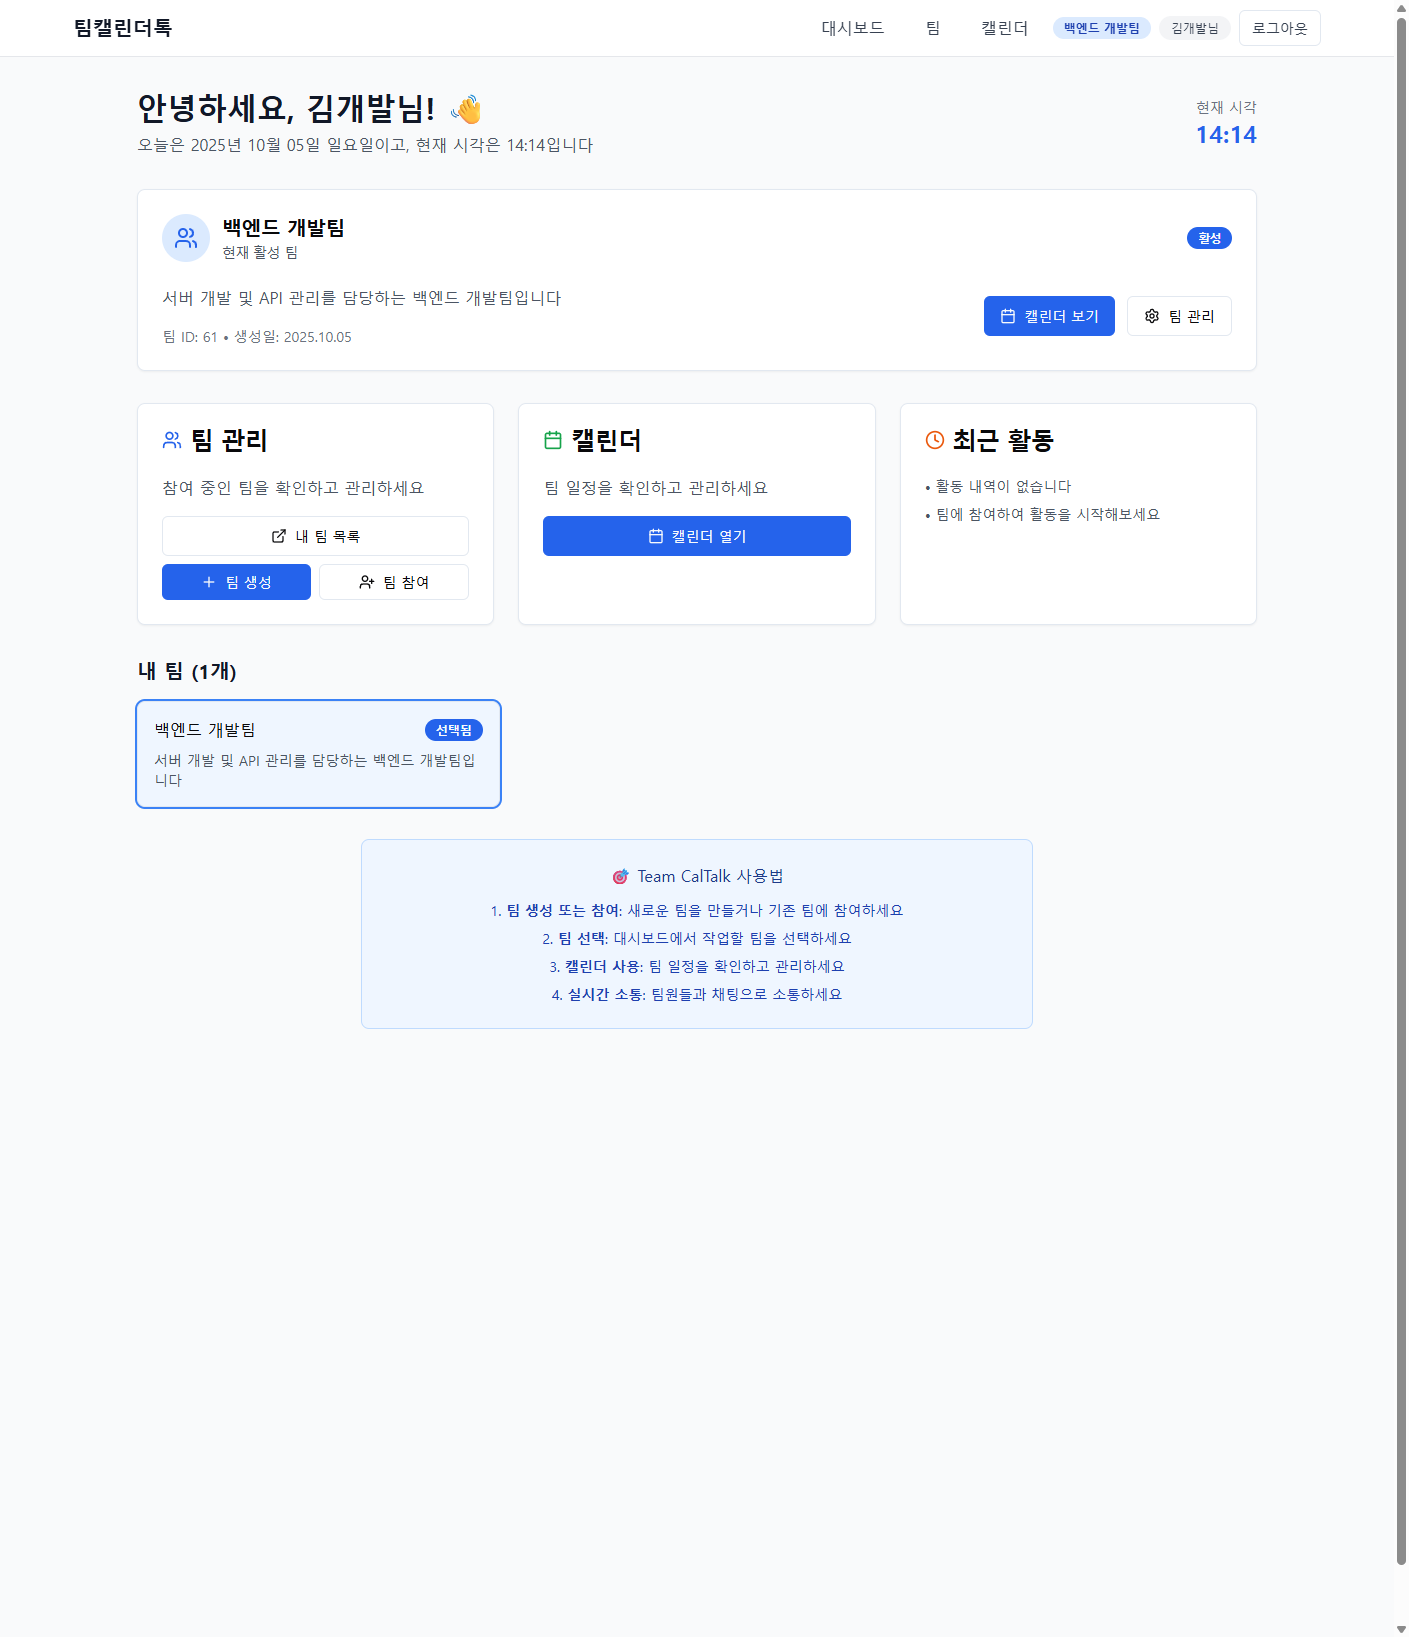 팀캘린더톡
대시보드 팀 캘린더 백엔드 개발팀 김개발님 로그아웃
안녕하세요, 김개발님! 👋
오늘은 2025년 10월 05일 일요일이고, 현재 시각은 14:14입니다
현재 시각
14:14
백엔드 개발팀
현재 활성 팀
활성
서버 개발 및 API 관리를 담당하는 백엔드 개발팀입니다
팀 ID: 61 • 생성일: 2025.10.05
캘린더 보기 팀 관리
팀 관리
참여 중인 팀을 확인하고 관리하세요
내 팀 목록
팀 생성 팀 참여
캘린더
팀 일정을 확인하고 관리하세요
캘린더 열기
최근 활동
• 활동 내역이 없습니다
• 팀에 참여하여 활동을 시작해보세요
내 팀 (1개)
백엔드 개발팀 선택됨
서버 개발 및 API 관리를 담당하는 백엔드 개발팀입
니다
🎯 Team CalTalk 사용법
1. 팀 생성 또는 참여: 새로운 팀을 만들거나 기존 팀에 참여하세요
2. 팀 선택: 대시보드에서 작업할 팀을 선택하세요
3. 캘린더 사용: 팀 일정을 확인하고 관리하세요
4. 실시간 소통: 팀원들과 채팅으로 소통하세요